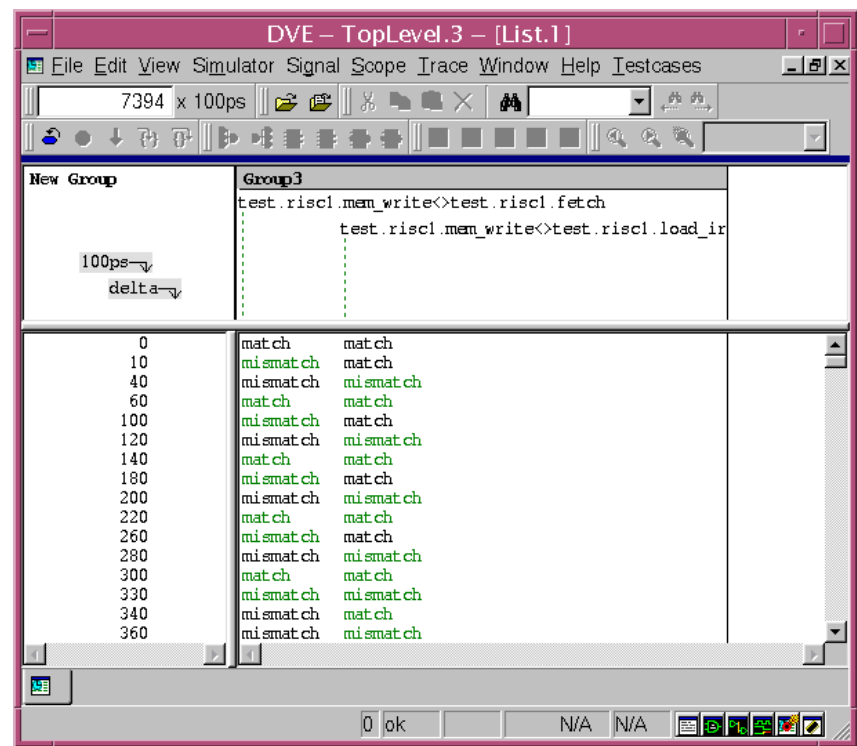 DVE – TopLevel.3 – [List.1]
File Edit View Simulator Signal Scope Trace Window Help Testcases
7394 x 100ps
New Group Group3
test.risc1.mem_write<>test.risc1.fetch
test.risc1.mem_write<>test.risc1.load_ir
100ps
delta
0 match match
10 mismatch match
40 mismatch mismatch
60 match match
100 mismatch match
120 mismatch mismatch
140 match match
180 mismatch match
200 mismatch mismatch
220 match match
260 mismatch match
280 mismatch mismatch
300 match match
330 mismatch mismatch
340 mismatch match
360 mismatch mismatch
0 ok N/A N/A